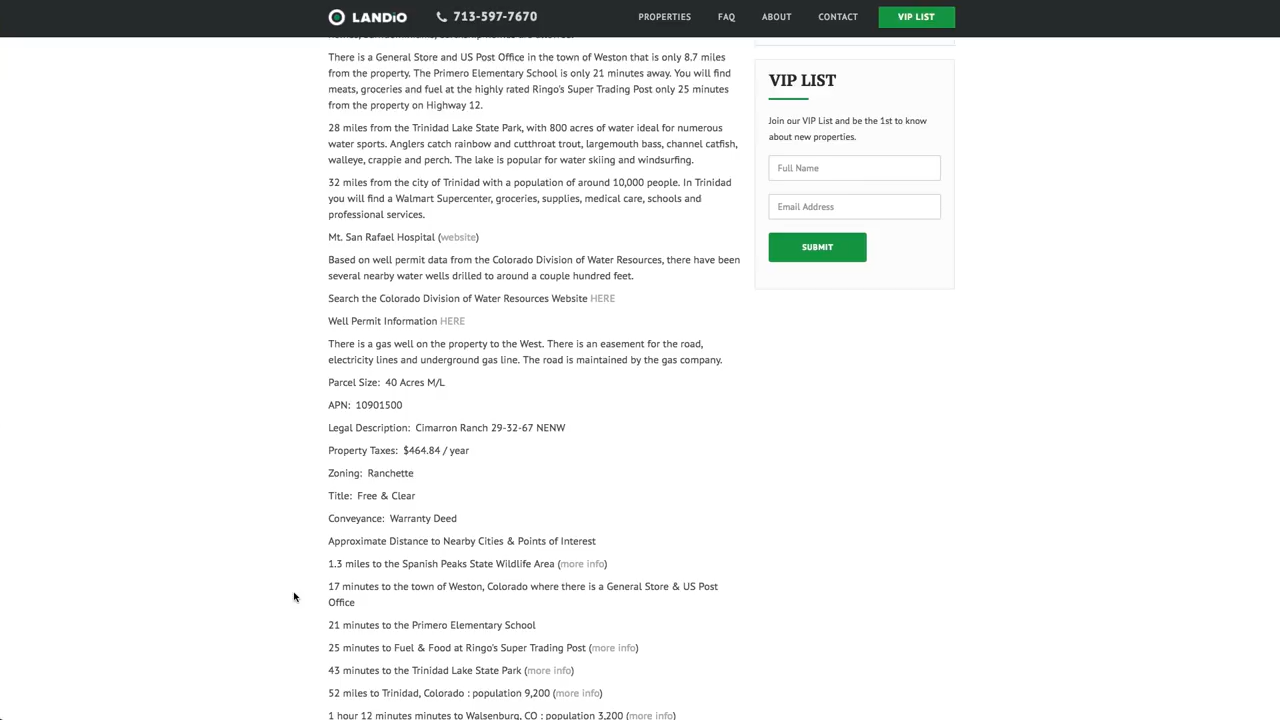 LANDiO
713-597-7670
PROPERTIES
FAQ
ABOUT
CONTACT
VIP LIST
There is a General Store and US Post Office in the town of Weston that is only 8.7 miles
from the property. The Primero Elementary School is only 21 minutes away. You will find
meats, groceries and fuel at the highly rated Ringo's Super Trading Post only 25 minutes
from the property on Highway 12.
28 miles from the Trinidad Lake State Park, with 800 acres of water ideal for numerous
water sports. Anglers catch rainbow and cutthroat trout, largemouth bass, channel catfish,
walleye, crappie and perch. The lake is popular for water skiing and windsurfing.
32 miles from the city of Trinidad with a population of around 10,000 people. In Trinidad
you will find a Walmart Supercenter, groceries, supplies, medical care, schools and
professional services.
Mt. San Rafael Hospital (website)
Based on well permit data from the Colorado Division of Water Resources, there have been
several nearby water wells drilled to around a couple hundred feet.
Search the Colorado Division of Water Resources Website HERE
Well Permit Information HERE
There is a gas well on the property to the West. There is an easement for the road,
electricity lines and underground gas line. The road is maintained by the gas company.
Parcel Size: 40 Acres M/L
APN: 10901500
Legal Description: Cimarron Ranch 29-32-67 NENW
Property Taxes: $464.84 / year
Zoning: Ranchette
Title: Free & Clear
Conveyance: Warranty Deed
Approximate Distance to Nearby Cities & Points of Interest
1.3 miles to the Spanish Peaks State Wildlife Area (more info)
17 minutes to the town of Weston, Colorado where there is a General Store & US Post
Office
21 minutes to the Primero Elementary School
25 minutes to Fuel & Food at Ringo's Super Trading Post (more info)
43 minutes to the Trinidad Lake State Park (more info)
52 miles to Trinidad, Colorado : population 9,200 (more info)
1 hour 12 minutes minutes to Walsenburg, CO : population 3,200 (more info)
VIP LIST
Join our VIP List and be the 1st to know
about new properties.
Full Name
Email Address
SUBMIT